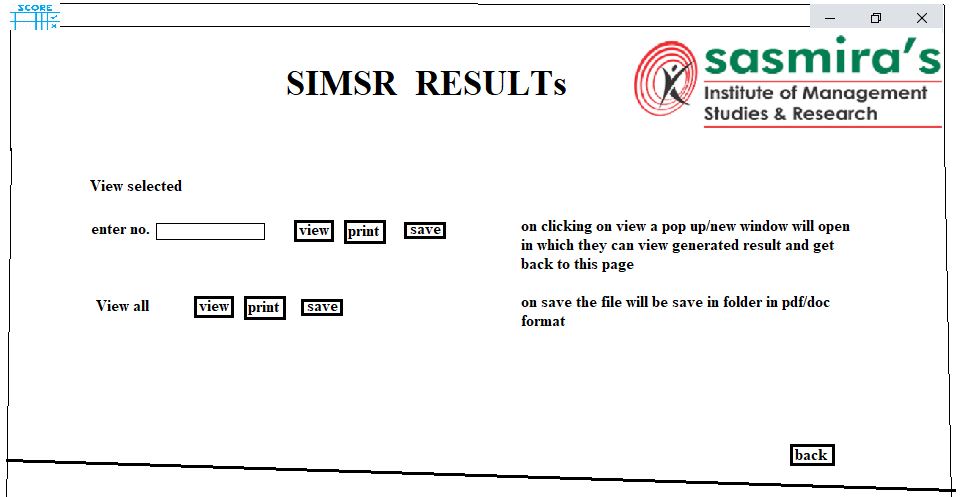 SCORE
SIMSR RESULTs
sasmira's
Institute of Management
Studies & Research
View selected
enter no. view print save
on clicking on view a pop up/new window will open
in which they can view generated result and get
back to this page
View all view print save
on save the file will be save in folder in pdf/doc
format
back